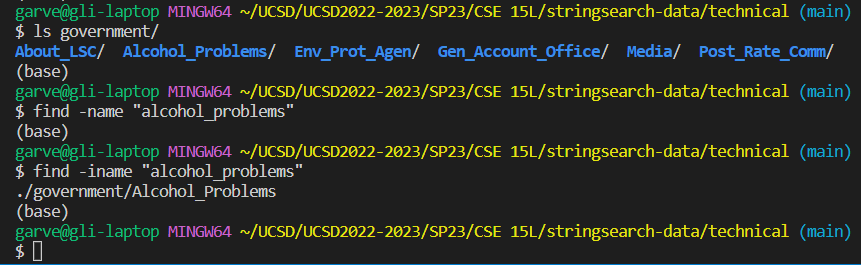 garve@gli-laptop MINGW64 ~/UCSD/UCSD2022-2023/SP23/CSE 15L/stringsearch-data/technical (main)
$ ls government/
About_LSC/  Alcohol_Problems/  Env_Prot_Agen/  Gen_Account_Office/  Media/  Post_Rate_Comm/
(base)
garve@gli-laptop MINGW64 ~/UCSD/UCSD2022-2023/SP23/CSE 15L/stringsearch-data/technical (main)
$ find -name "alcohol_problems"
(base)
garve@gli-laptop MINGW64 ~/UCSD/UCSD2022-2023/SP23/CSE 15L/stringsearch-data/technical (main)
$ find -iname "alcohol_problems"
./government/Alcohol_Problems
(base)
garve@gli-laptop MINGW64 ~/UCSD/UCSD2022-2023/SP23/CSE 15L/stringsearch-data/technical (main)
$